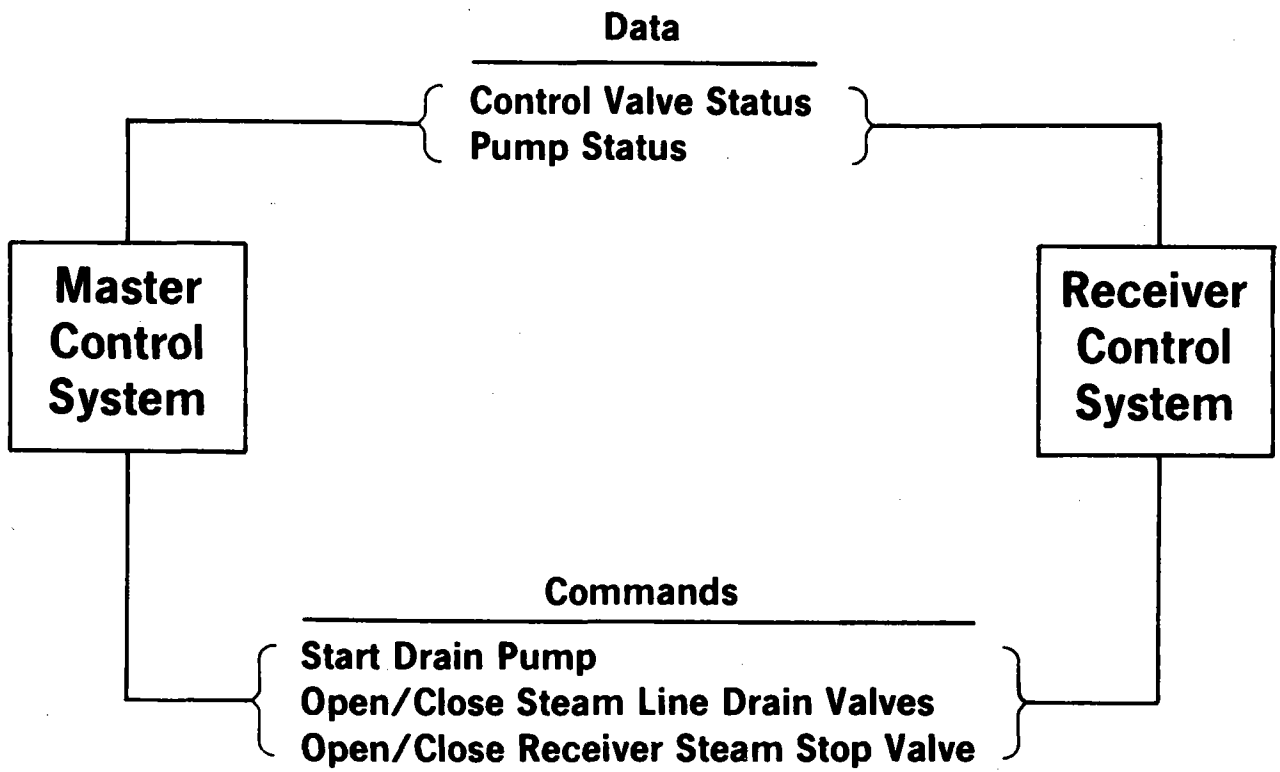 Data
Control Valve Status
Pump Status
Master
Control
System
Receiver
Control
System
Commands
Start Drain Pump
Open/Close Steam Line Drain Valves
Open/Close Receiver Steam Stop Valve